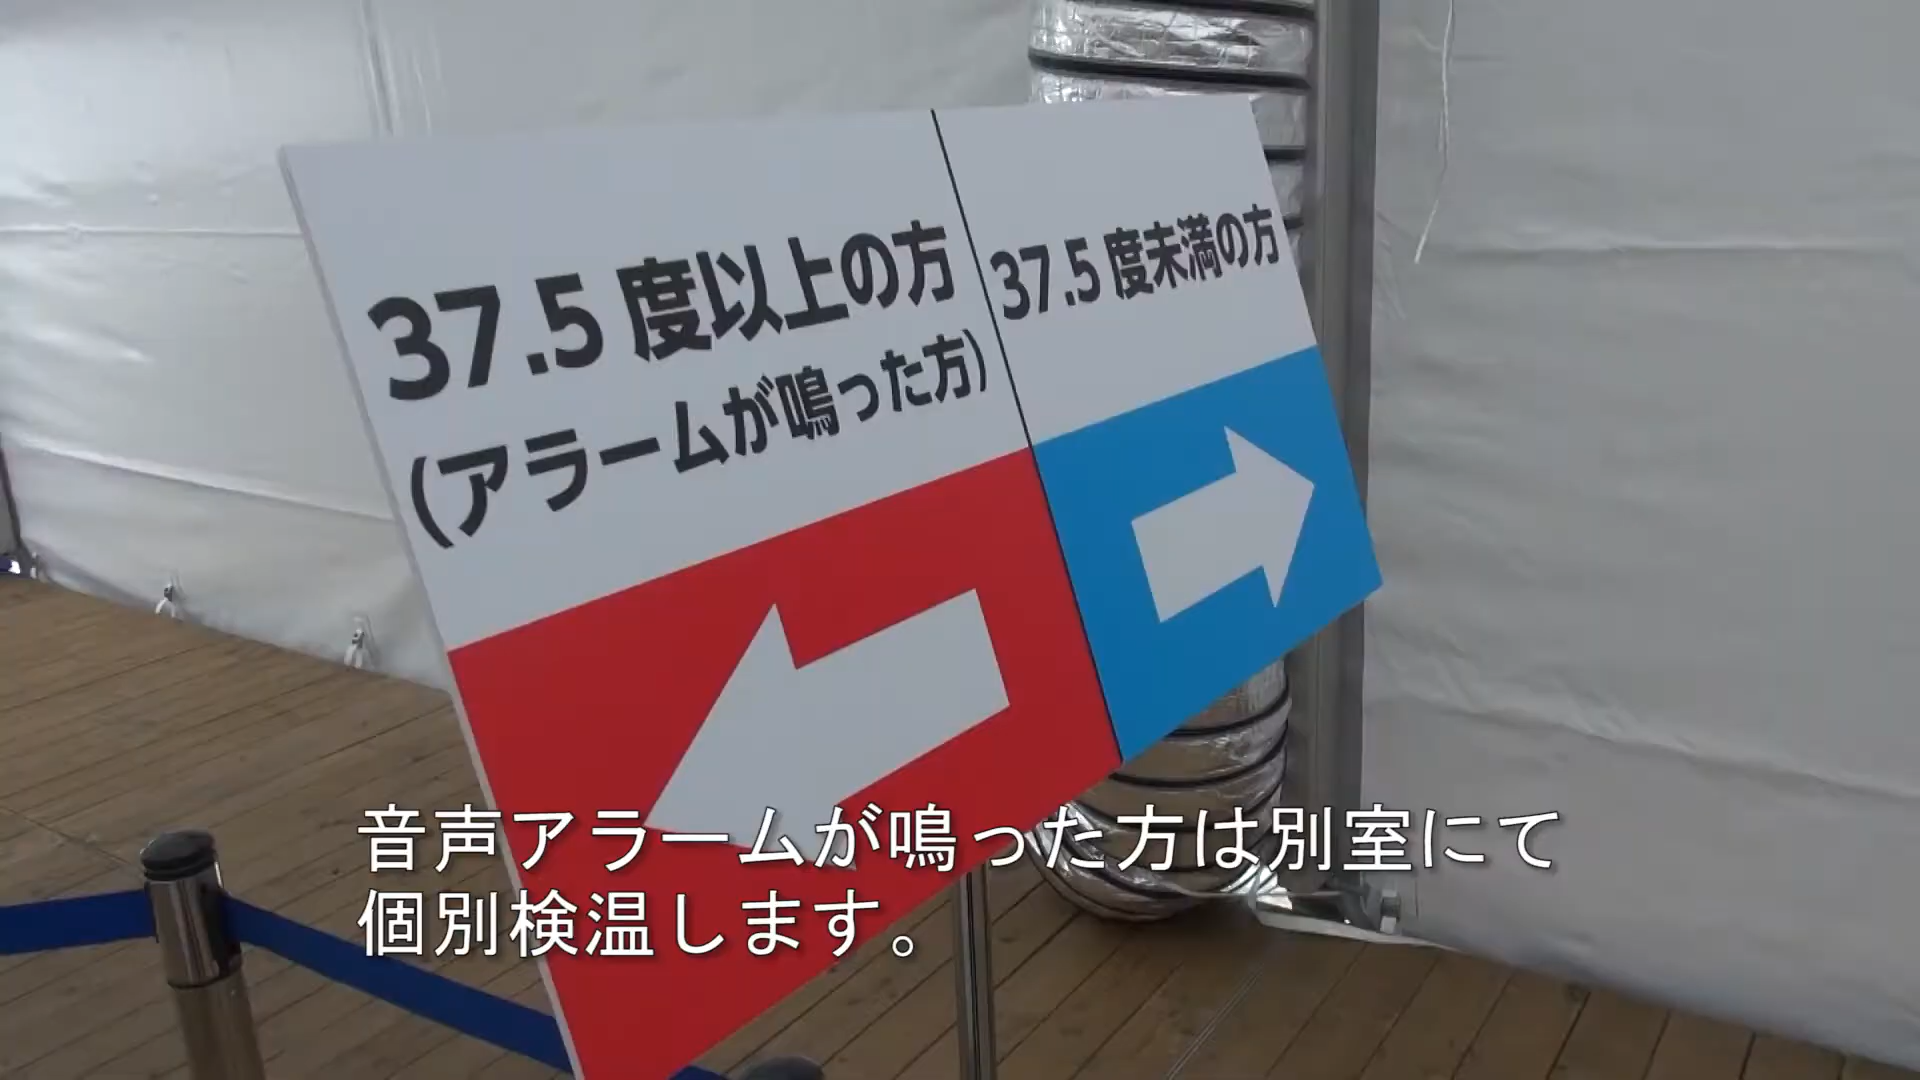 37.5 度以上の方
(アラームが鳴った方)
37.5 度未満の方
音声アラームが鳴った方は別室にて
個別検温します。